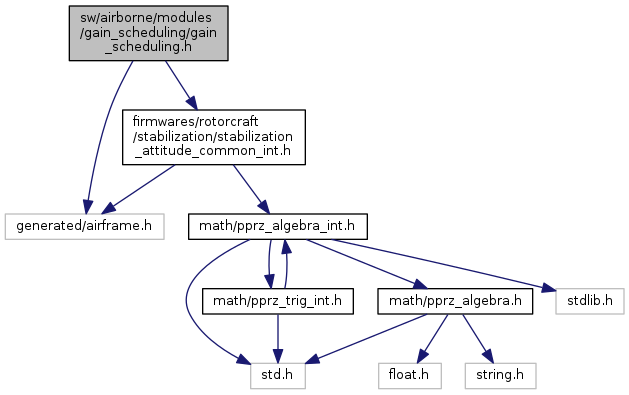 sw/airborne/modules
/gain_scheduling/gain
_scheduling.h
firmwares/rotorcraft
/stabilization/stabilization
_attitude_common_int.h
generated/airframe.h
math/pprz_algebra_int.h
math/pprz_trig_int.h
math/pprz_algebra.h
stdlib.h
std.h
float.h
string.h